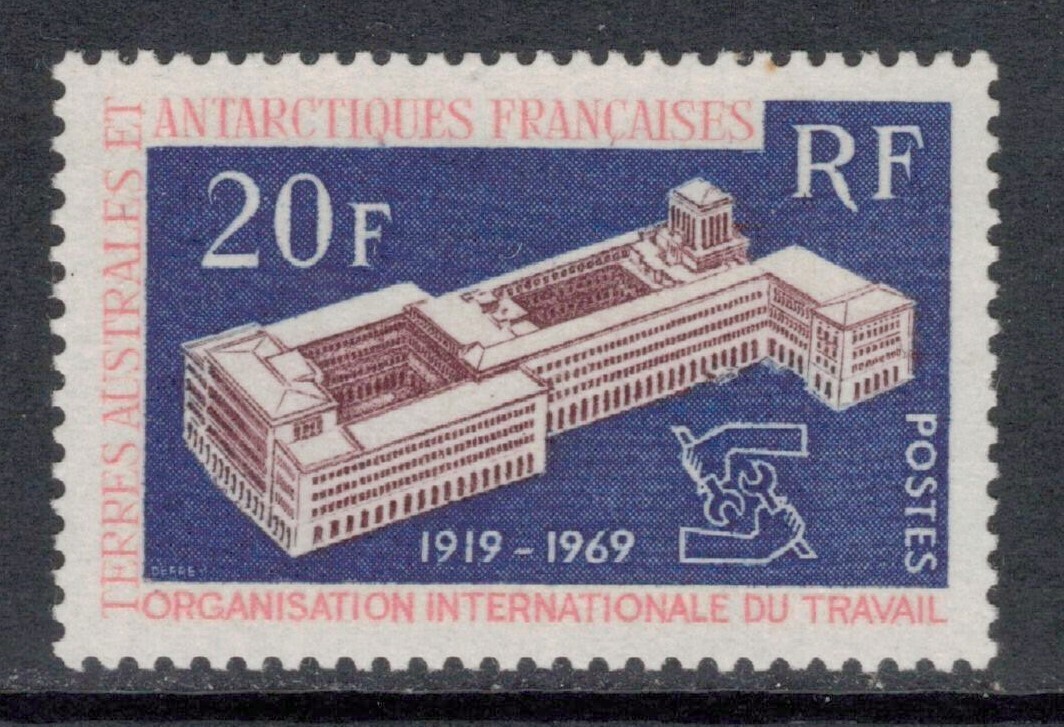 TERRES AUSTRALES ET
ANTARCTIQUES FRANÇAISES
RF
20F
POSTES
1919 - 1969
ORGANISATION INTERNATIONALE DU TRAVAIL